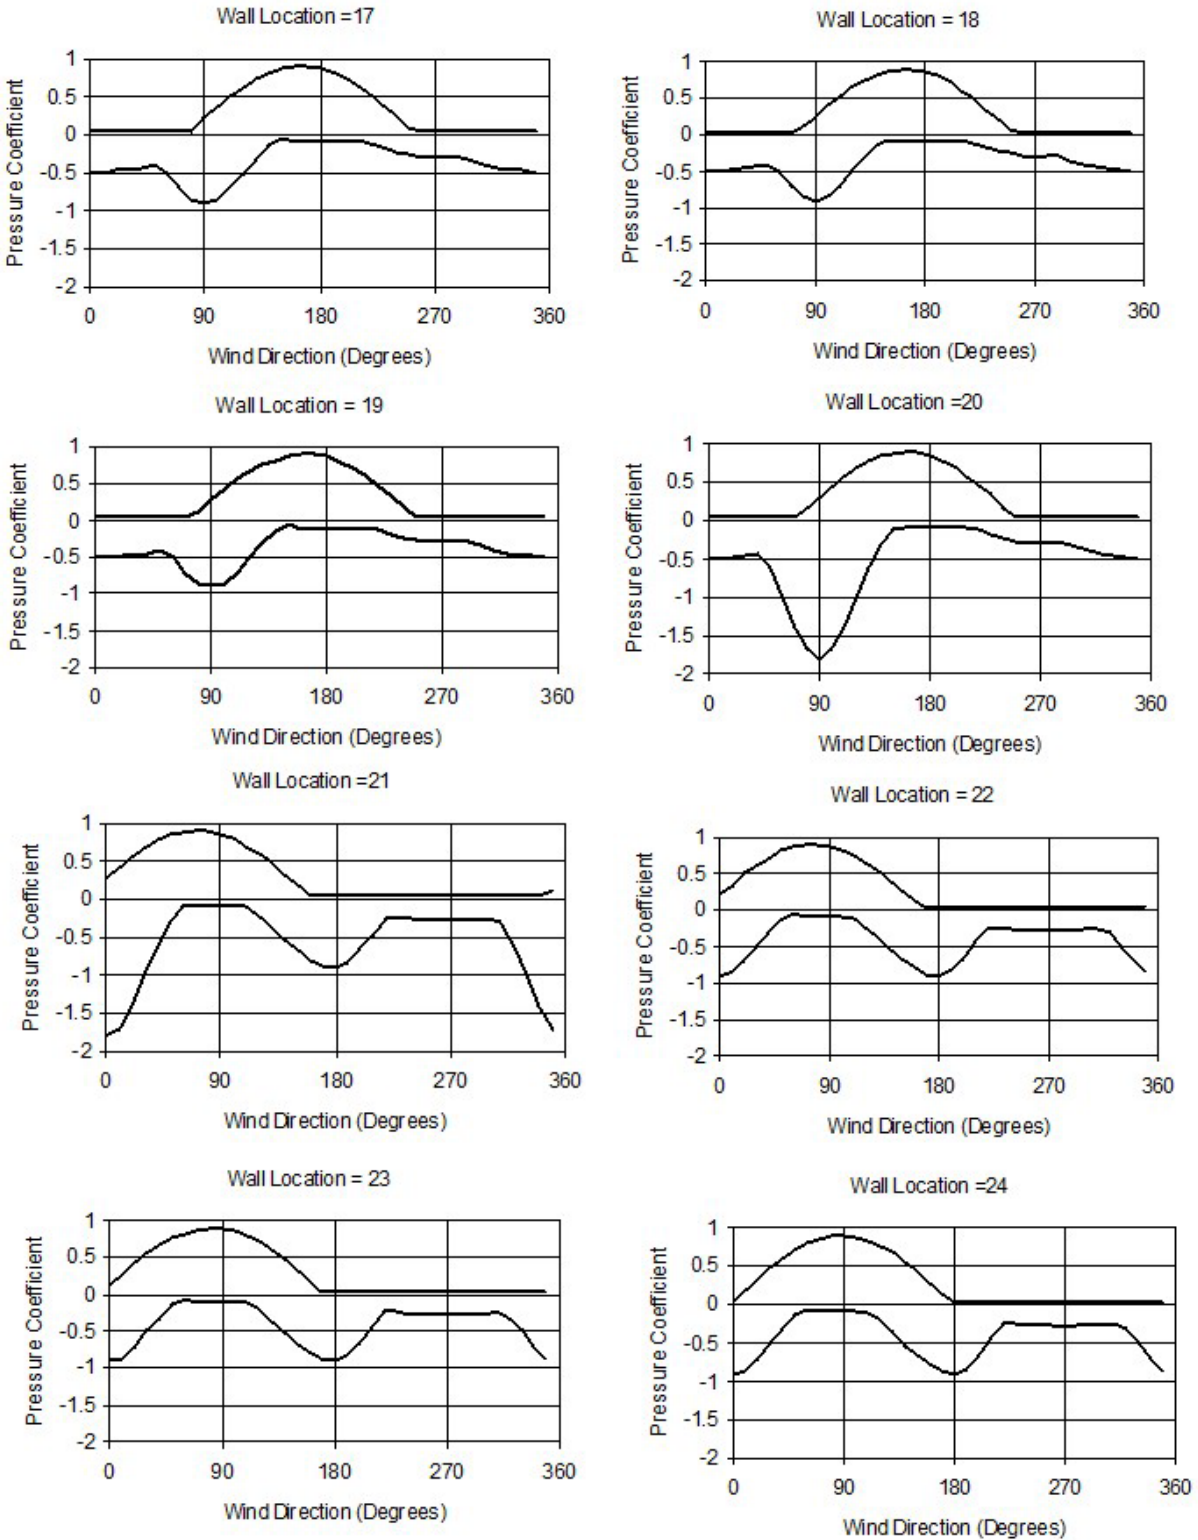 Wall Location =17
1
0.5
0
-0.5
-1
-1.5
-2
Pressure Coefficient
0 90 180 270 360
Wind Direction (Degrees)
Wall Location =18
1
0.5
0
-0.5
-1
-1.5
-2
Pressure Coefficient
0 90 180 270 360
Wind Direction (Degrees)
Wall Location = 19
1
0.5
0
-0.5
-1
-1.5
-2
Pressure Coefficient
0 90 180 270 360
Wind Direction (Degrees)
Wall Location =20
1
0.5
0
-0.5
-1
-1.5
-2
Pressure Coefficient
0 90 180 270 360
Wind Direction (Degrees)
Wall Location =21
1
0.5
0
-0.5
-1
-1.5
-2
Pressure Coefficient
0 90 180 270 360
Wind Direction (Degrees)
Wall Location = 22
1
0.5
0
-0.5
-1
-1.5
-2
Pressure Coefficient
0 90 180 270 360
Wind Direction (Degrees)
Wall Location = 23
1
0.5
0
-0.5
-1
-1.5
-2
Pressure Coefficient
0 90 180 270 360
Wind Direction (Degrees)
Wall Location =24
1
0.5
0
-0.5
-1
-1.5
-2
Pressure Coefficient
0 90 180 270 360
Wind Direction (Degrees)